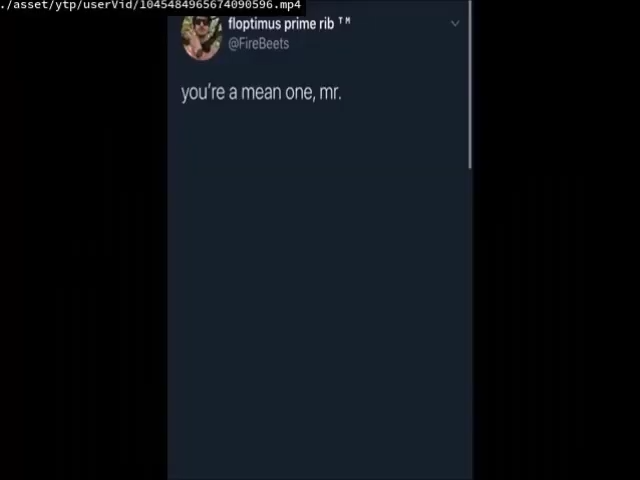 ./asset/ytp/userVid/1045484965674090596.mp4
floptimus prime rib ™
@FireBeets
you're a mean one, mr.